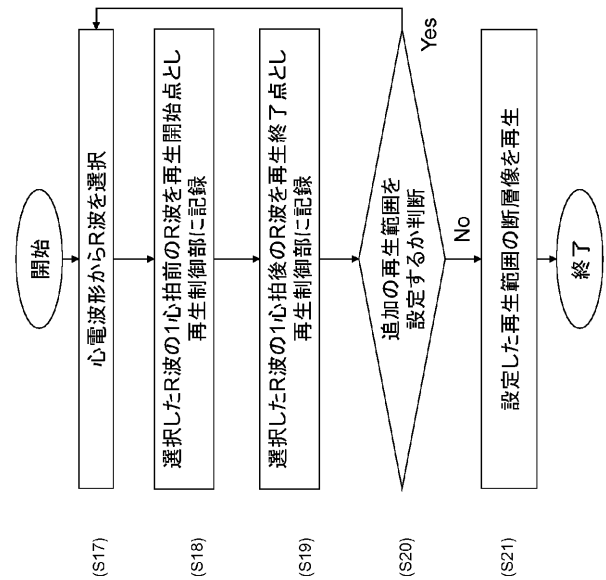 開始
(S17)
心電波形からR波を選択
(S18)
選択したR波の1心拍前のR波を再生開始点とし
再生制御部に記録
(S19)
選択したR波の1心拍後のR波を再生終了点とし
再生制御部に記録
(S20)
追加の再生範囲を
設定するか判断
Yes
No
(S21)
設定した再生範囲の断層像を再生
終了